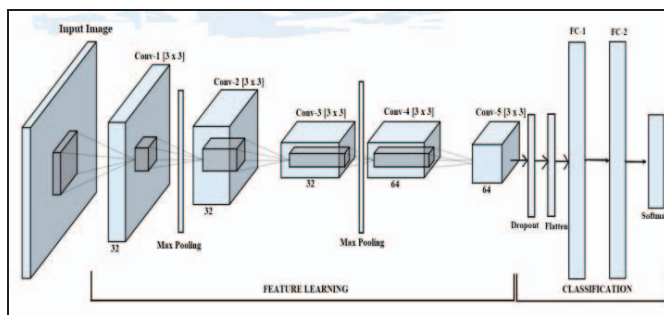 Input Image
Conv-1 [3 x 3]
Conv-2 [3 x 3]
Conv-3 [3 x 3]
Conv-4 [3 x 3]
Conv-5 [3 x 3]
FC-1
FC-2
32
Max Pooling
32
32
Max Pooling
64
64
Dropout
Flatten
Softma
FEATURE LEARNING
CLASSIFICATION